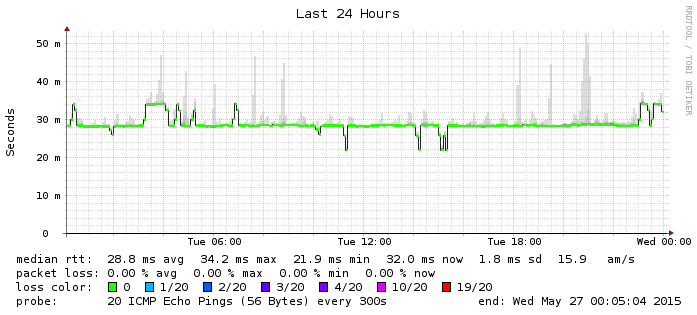 Last 24 Hours
RRDTOOL / TOBI OETIKER
Seconds
50 m
40 m
30 m
20 m
10 m
0
Tue 06:00 Tue 12:00 Tue 18:00 Wed 00:00
median rtt: 28.8 ms avg 34.2 ms max 21.9 ms min 32.0 ms now 1.8 ms sd 15.9 am/s
packet loss: 0.00 % avg 0.00 % max 0.00 % min 0.00 % now
loss color: 0 1/20 2/20 3/20 4/20 10/20 19/20
probe: 20 ICMP Echo Pings (56 Bytes) every 300s end: Wed May 27 00:05:04 2015